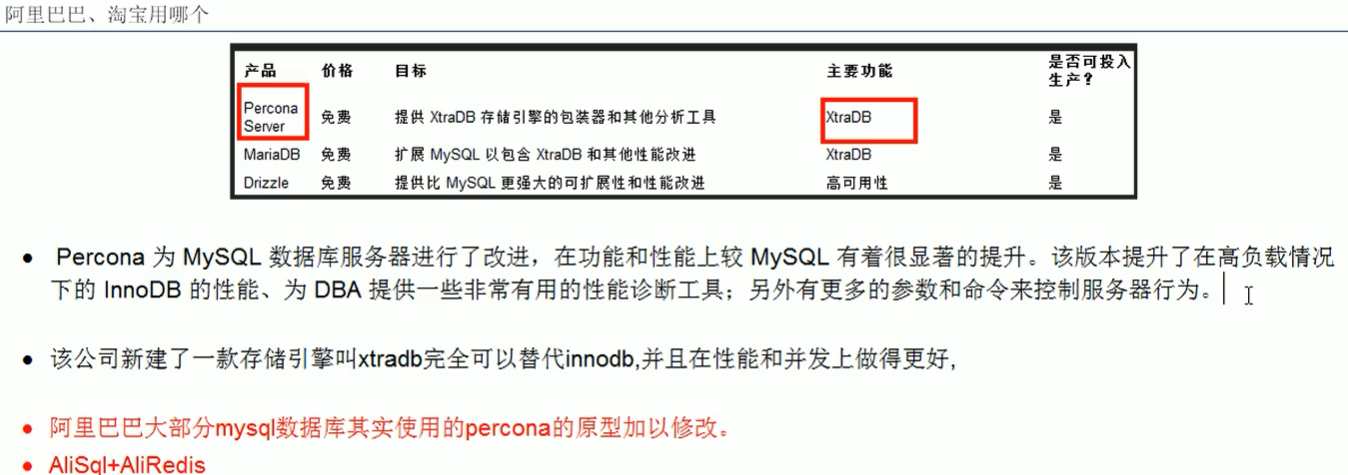 阿里巴巴、淘宝用哪个
产品 价格 目标 主要功能 是否可投入生产?
Percona Server 免费 提供 XtraDB 存储引擎的包装器和其他分析工具 XtraDB 是
MariaDB 免费 扩展 MySQL 以包含 XtraDB 和其他性能改进 XtraDB 是
Drizzle 免费 提供比 MySQL 更强大的可扩展性和性能改进 高可用性 是
• Percona 为 MySQL 数据库服务器进行了改进，在功能和性能上较 MySQL 有着很显著的提升。该版本提升了在高负载情况
下的 InnoDB 的性能、为 DBA 提供一些非常有用的性能诊断工具；另外有更多的参数和命令来控制服务器行为。
• 该公司新建了一款存储引擎叫xtradb完全可以替代innodb,并且在性能和并发上做得更好,
• 阿里巴巴大部分mysql数据库其实使用的percona的原型加以修改。
• AliSql+AliRedis